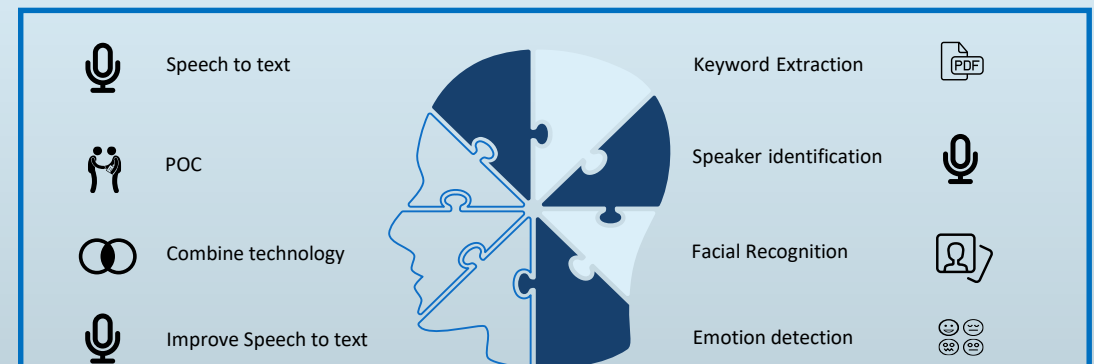 Speech to text
POC
Combine technology
Improve Speech to text
Keyword Extraction
PDF
Speaker identification
Facial Recognition
Emotion detection